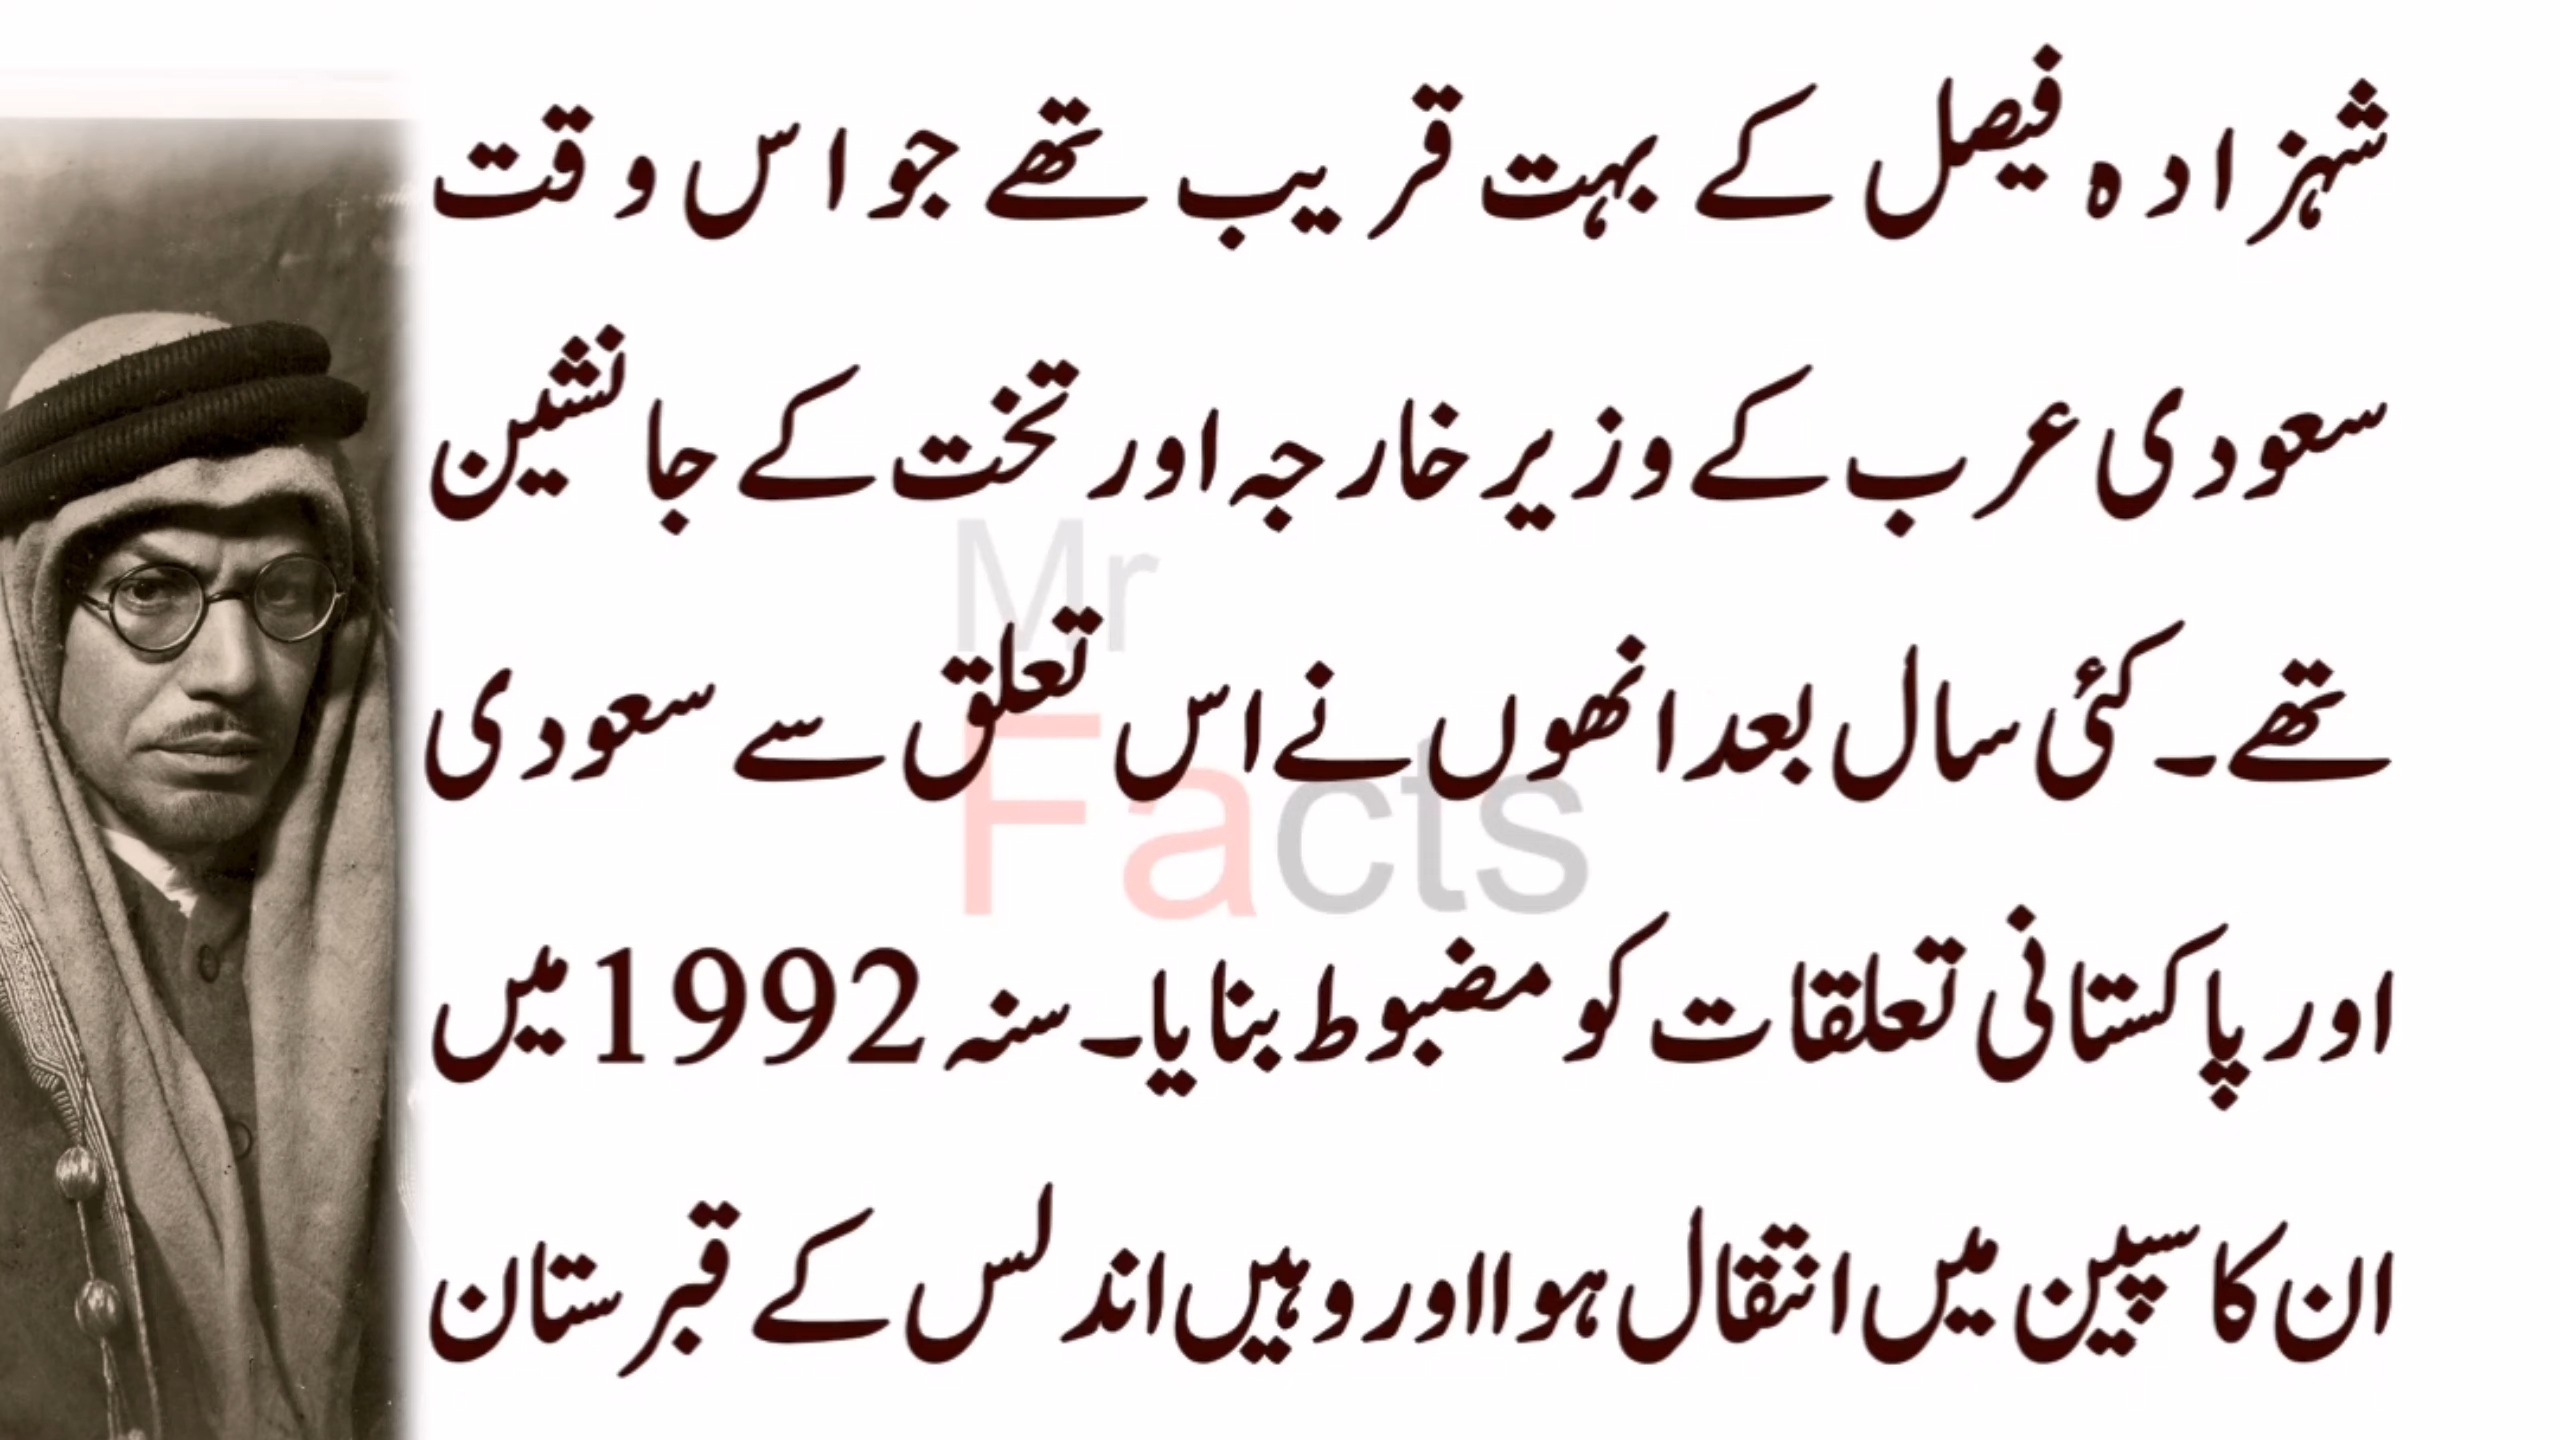 شہزادہ فیصل کے بہت قریب تھے جو اس وقت
سعودی عرب کے وزیر خارجہ اور تخت کے جانشین
تھے۔ کئی سال بعد انھوں نے اس تعلق سے سعودی
اور پاکستانی تعلقات کو مضبوط بنایا۔ سنہ 1992 میں
ان کا سپین میں انتقال ہوا اور وہیں اندلس کے قبرستان
Mr
Facts